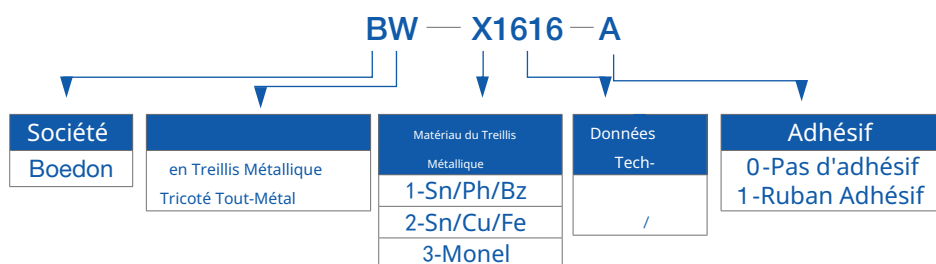 BW — X1616 — A
Société
Boedon
en Treillis Métallique
Tricoté Tout-Métal
Matériau du Treillis
Métallique
1-Sn/Ph/Bz
2-Sn/Cu/Fe
3-Monel
Données
Tech-
/
Adhésif
0-Pas d'adhésif
1-Ruban Adhésif